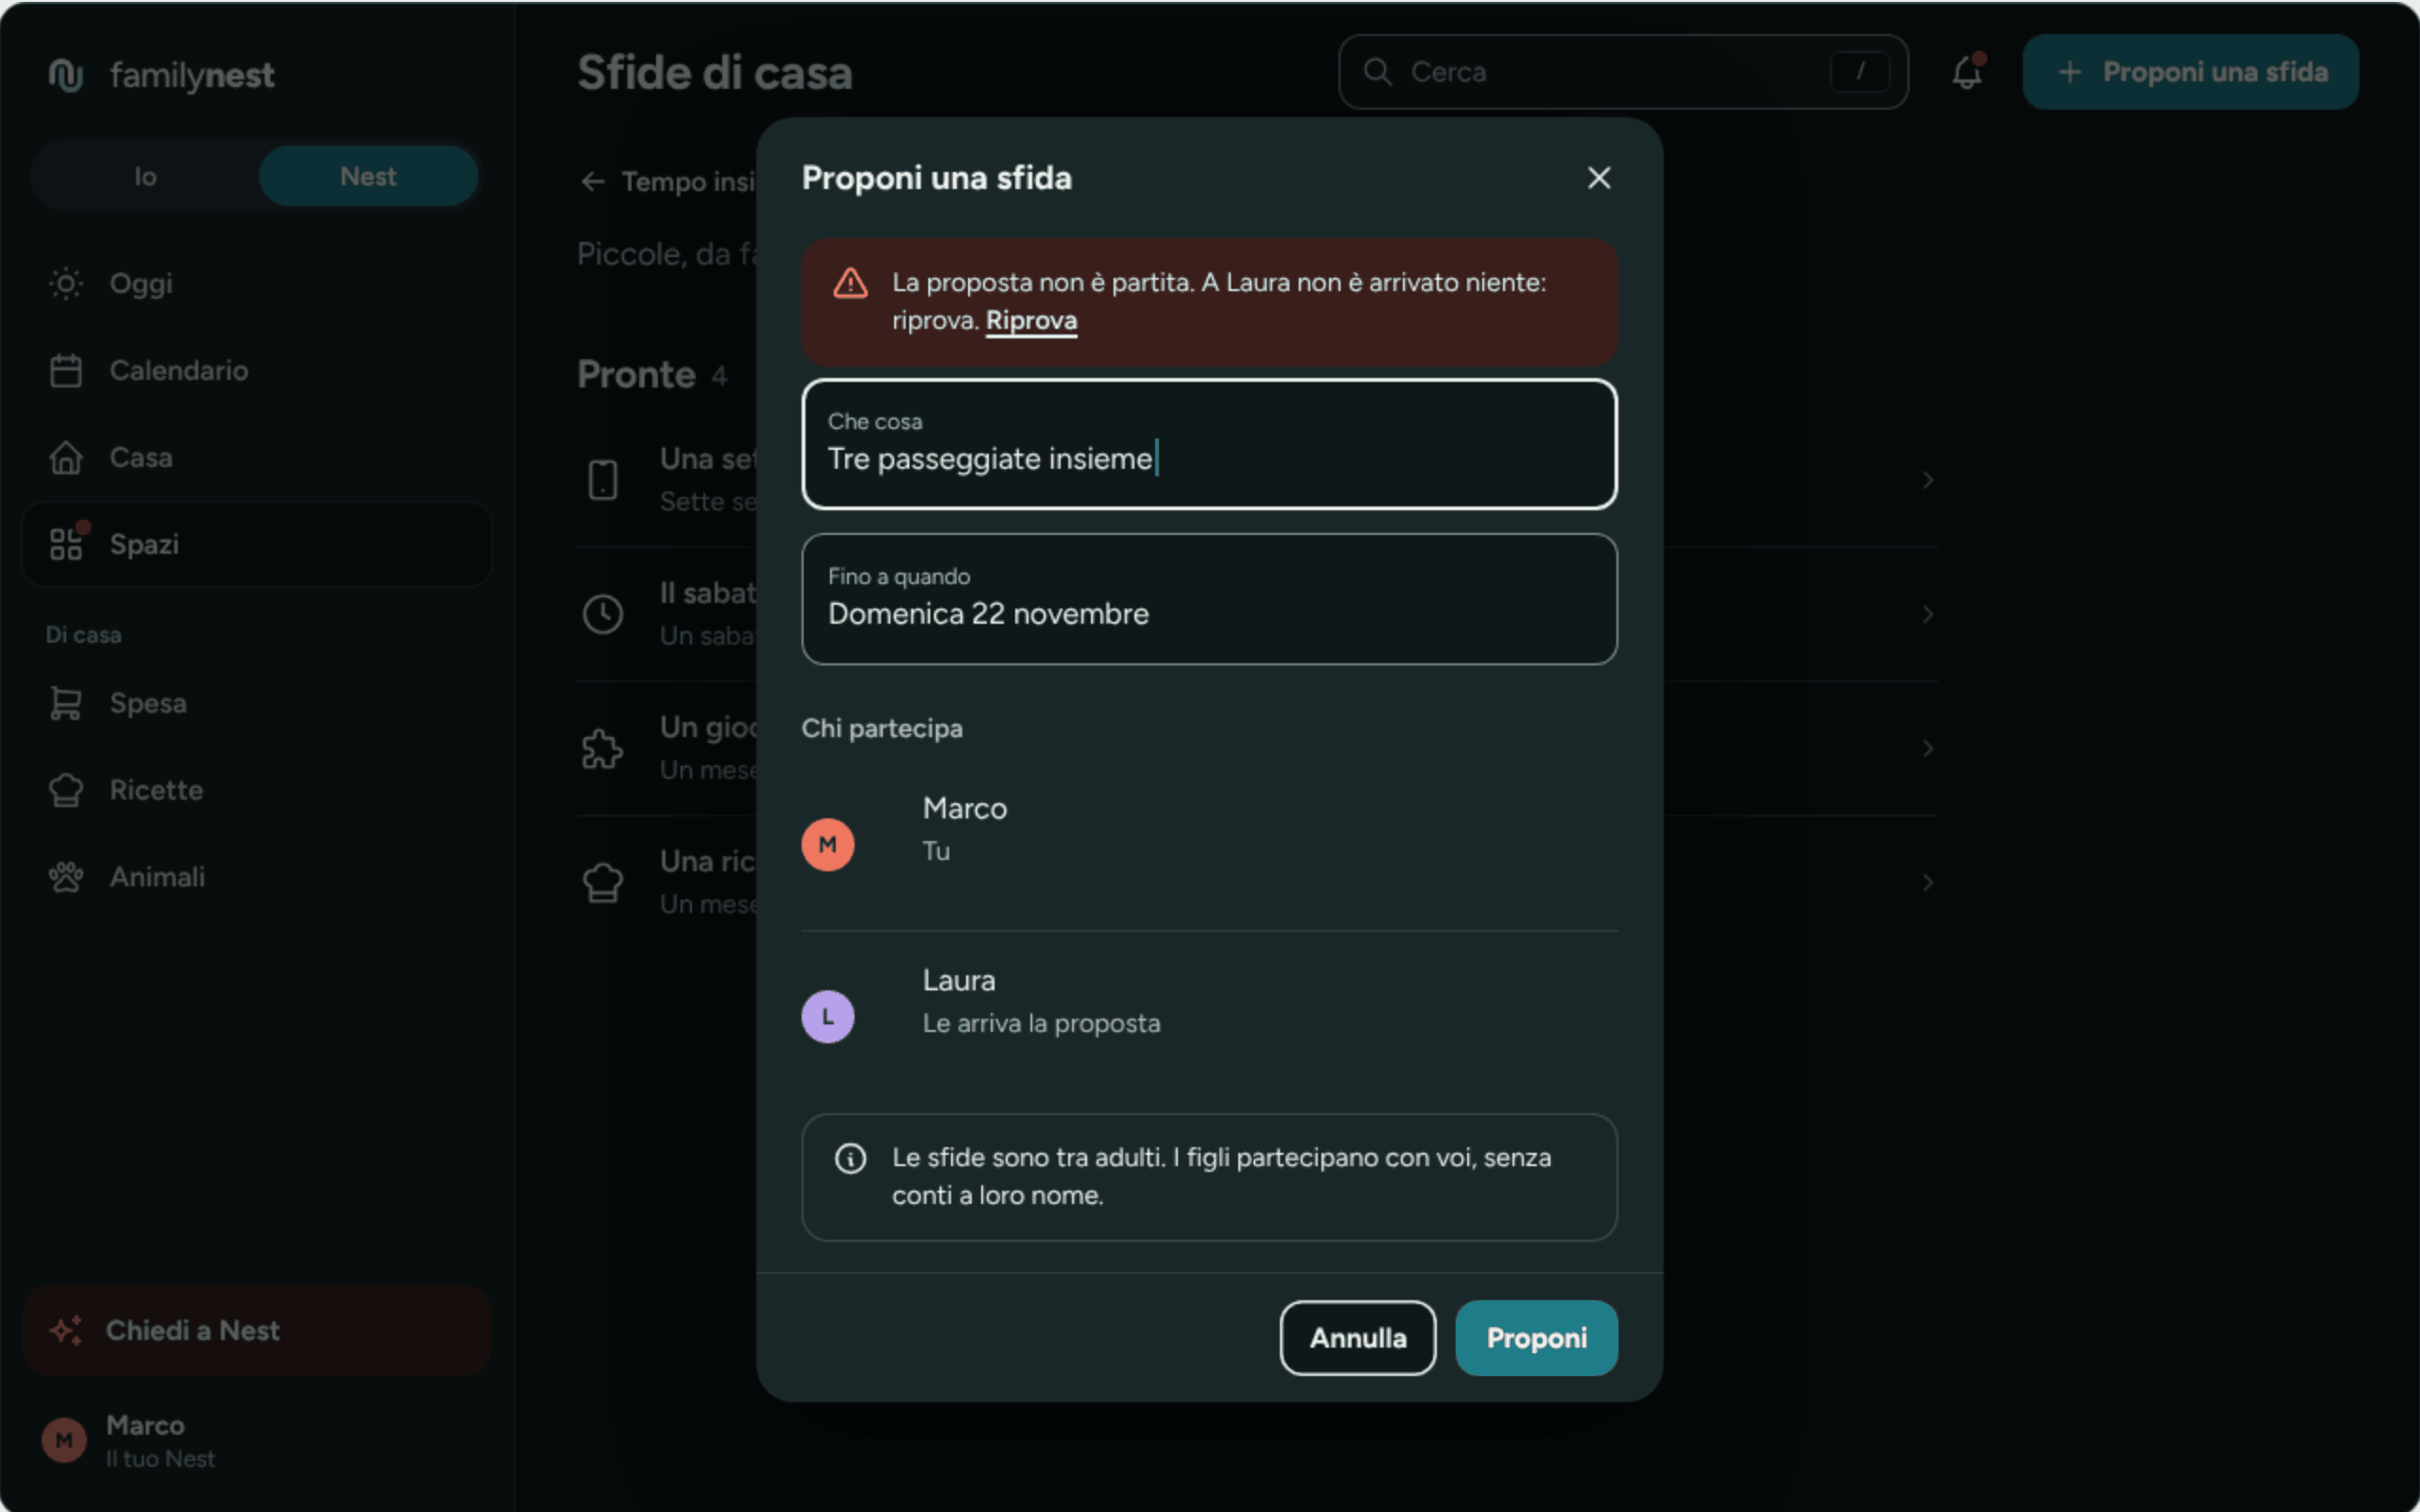 familynest
Io
Nest
Oggi
Calendario
Casa
Spazi
Di casa
Spesa
Ricette
Animali
Chiedi a Nest
M
Marco
Il tuo Nest
Sfide di casa
Cerca
/
+ Proponi una sfida
← Tempo insi
Piccole, da fa
Pronte 4
Una set
Sette se
Il sabat
Un saba
Un gioc
Un mese
Una ric
Un mese
Proponi una sfida
La proposta non è partita. A Laura non è arrivato niente:
riprova. Riprova
Che cosa
Tre passeggiate insieme
Fino a quando
Domenica 22 novembre
Chi partecipa
M
Marco
Tu
L
Laura
Le arriva la proposta
Le sfide sono tra adulti. I figli partecipano con voi, senza
conti a loro nome.
Annulla
Proponi